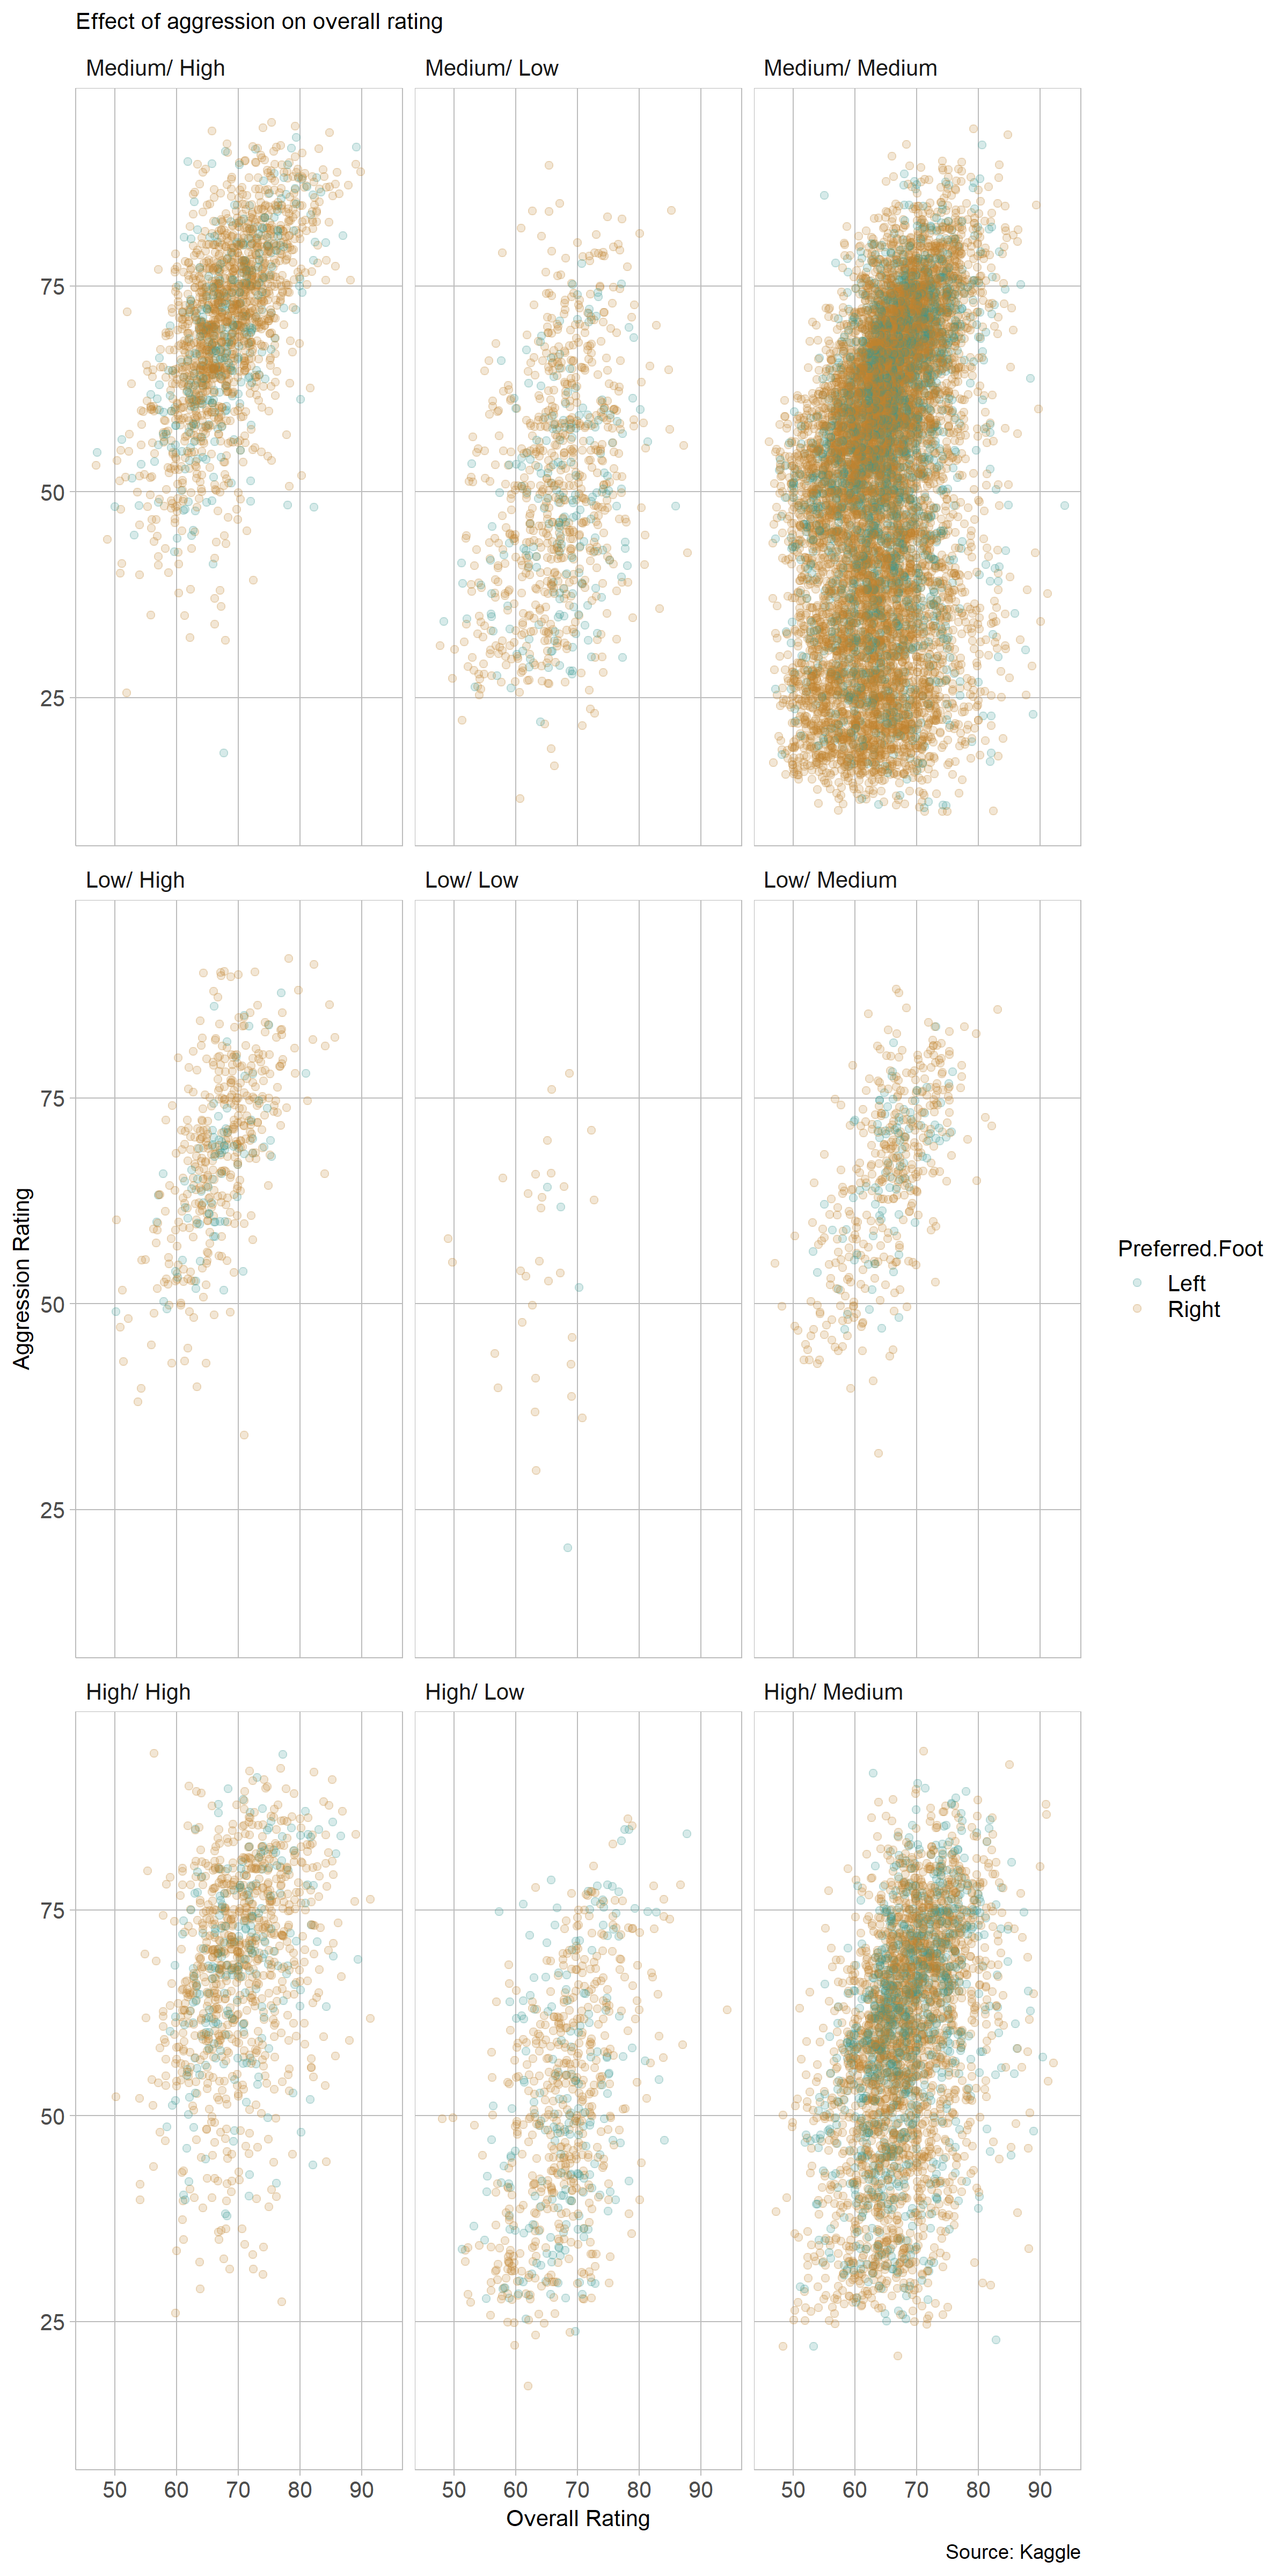 Effect of aggression on overall rating
Medium/ High
Medium/ Low
Medium/ Medium
75
50
25
Low/ High
Low/ Low
Low/ Medium
75
50
25
Aggression Rating
Preferred.Foot
Left
Right
High/ High
High/ Low
High/ Medium
75
50
25
50 60 70 80 90
50 60 70 80 90
50 60 70 80 90
Overall Rating
Source: Kaggle